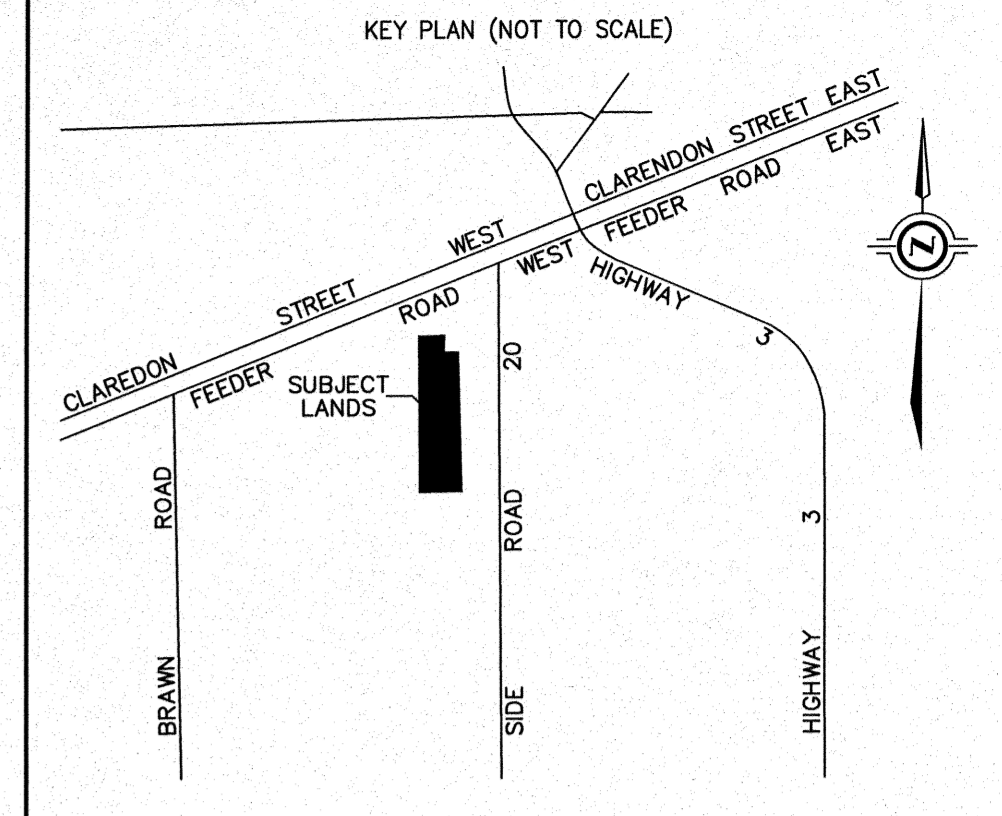 KEY PLAN (NOT TO SCALE)
CLAREDON STREET WEST
CLARENDON STREET EAST
FEEDER ROAD WEST
FEEDER ROAD EAST
HIGHWAY 3
N
SUBJECT
LANDS
BRAWN ROAD
SIDE ROAD 20
HIGHWAY 3